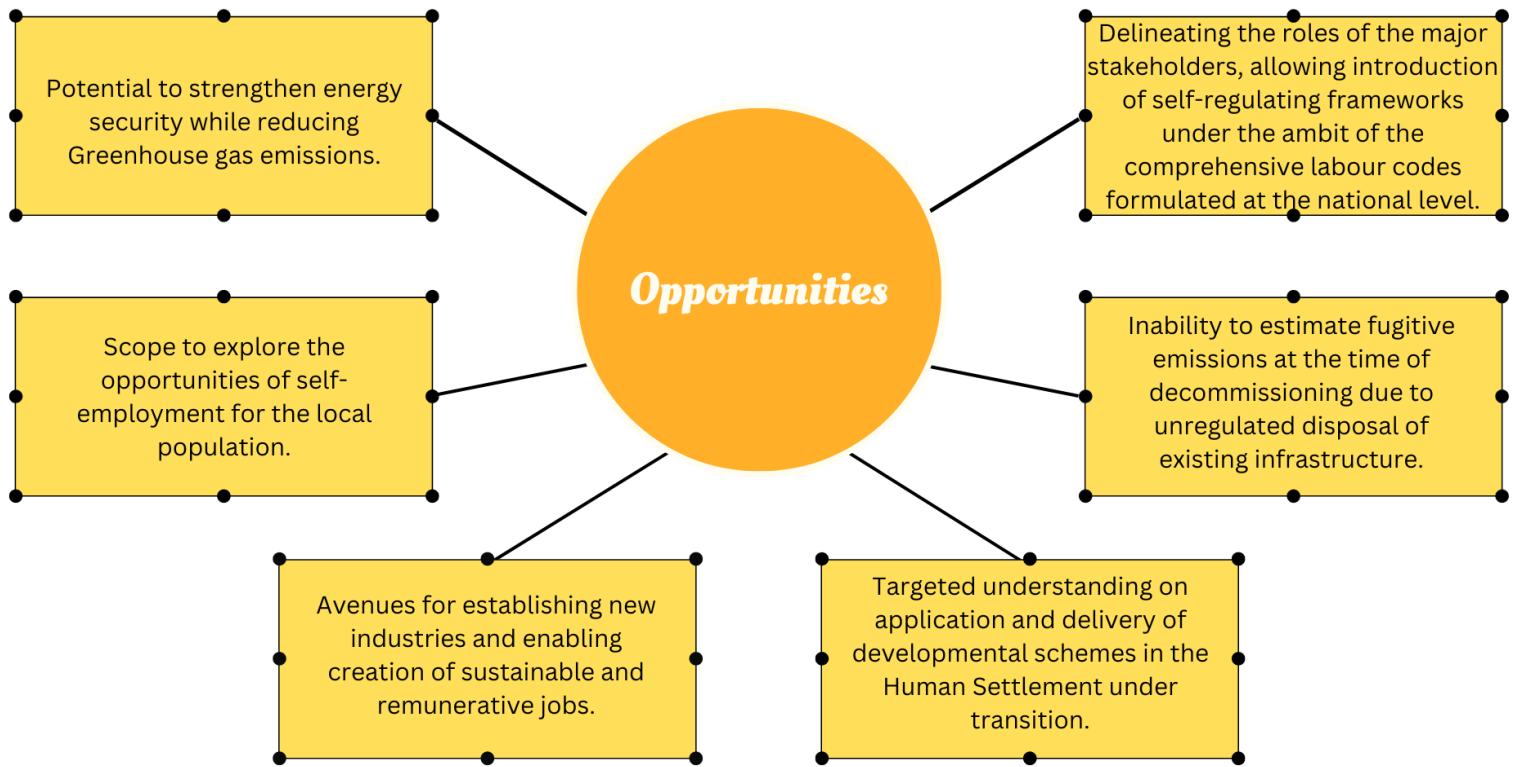 Potential to strengthen energy
security while reducing
Greenhouse gas emissions.
Delineating the roles of the major
stakeholders, allowing introduction
of self-regulating frameworks
under the ambit of the
comprehensive labour codes
formulated at the national level.
Opportunities
Scope to explore the
opportunities of self-
employment for the local
population.
Inability to estimate fugitive
emissions at the time of
decommissioning due to
unregulated disposal of
existing infrastructure.
Avenues for establishing new
industries and enabling
creation of sustainable and
remunerative jobs.
Targeted understanding on
application and delivery of
developmental schemes in the
Human Settlement under
transition.